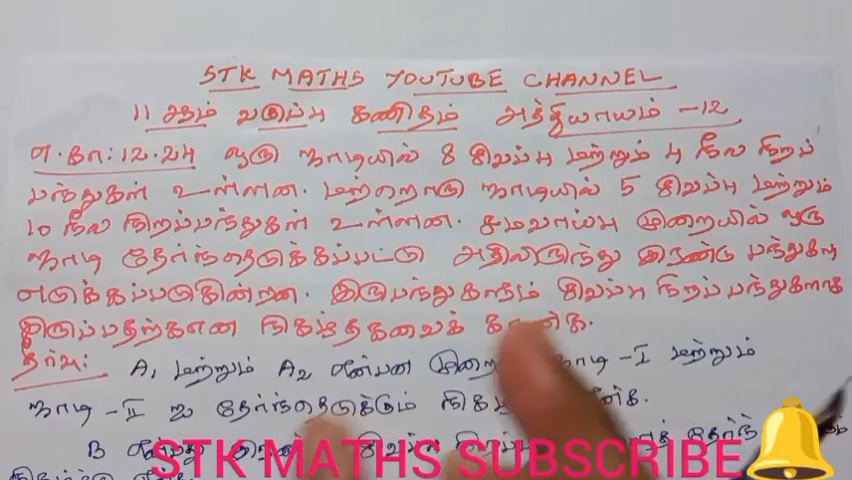 STK MATHS YOUTUBE CHANNEL
11 ஆம் வகுப்பு கணிதம் அத்தியாயம் -12
எ.கா: 12.24 ஒரு ஜாடியில் 8 சிவப்பு மற்றும் 4 நீல நிறப்
பந்துகள் உள்ளன. மற்றொரு ஜாடியில் 5 சிவப்பு மற்றும்
10 நீல நிறப்பந்துகள் உள்ளன. சமவாய்ப்பு முறையில் ஒரு
ஜாடி தேர்ந்தெடுக்கப்பட்டு அதிலிருந்து இரண்டு பந்துகள்
எடுக்கப்படுகின்றன. இருபந்துகளும் சிவப்பு நிறப்பந்துகளாக
இருப்பதற்கான நிகழ்தகவைக் காண்க.
தீர்வு: A₁ மற்றும் A₂ என்பன ஜாடி -I மற்றும்
ஜாடி -II ஐ தேர்ந்தெடுக்கும்
B என்பது
STK MATHS SUBSCRIBE